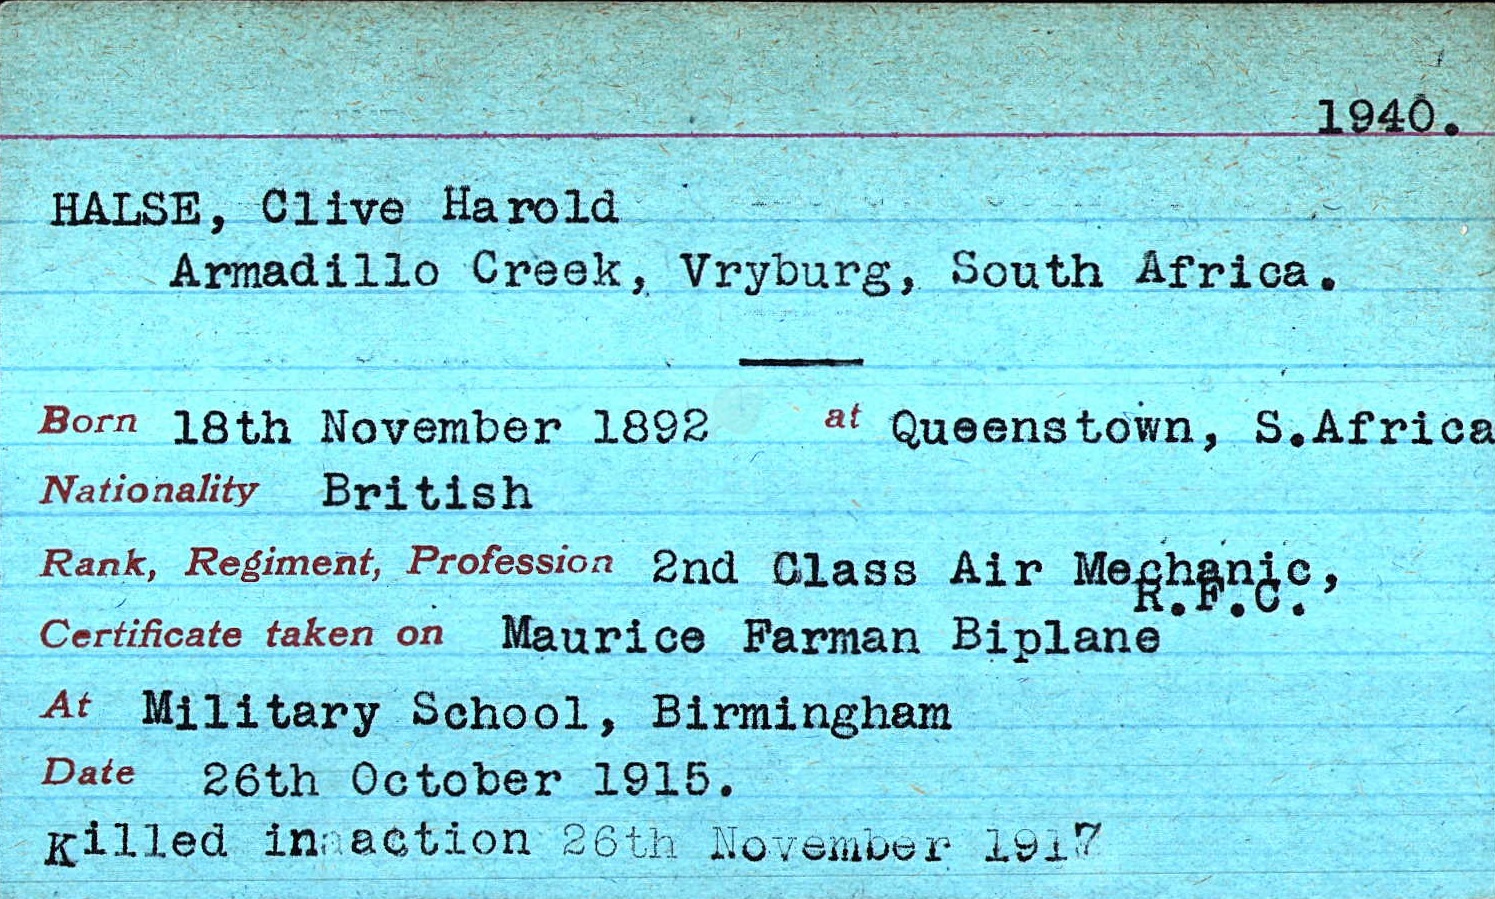 1940.
HALSE, Clive Harold
Armadillo Creek, Vryburg, South Africa.
Born 18th November 1892 at Queenstown, S.Africa
Nationality British
Rank, Regiment, Profession 2nd Class Air Mechanic,
R.F.C.
Certificate taken on Maurice Farman Biplane
At Military School, Birmingham
Date 26th October 1915.
Killed in action 26th November 1917